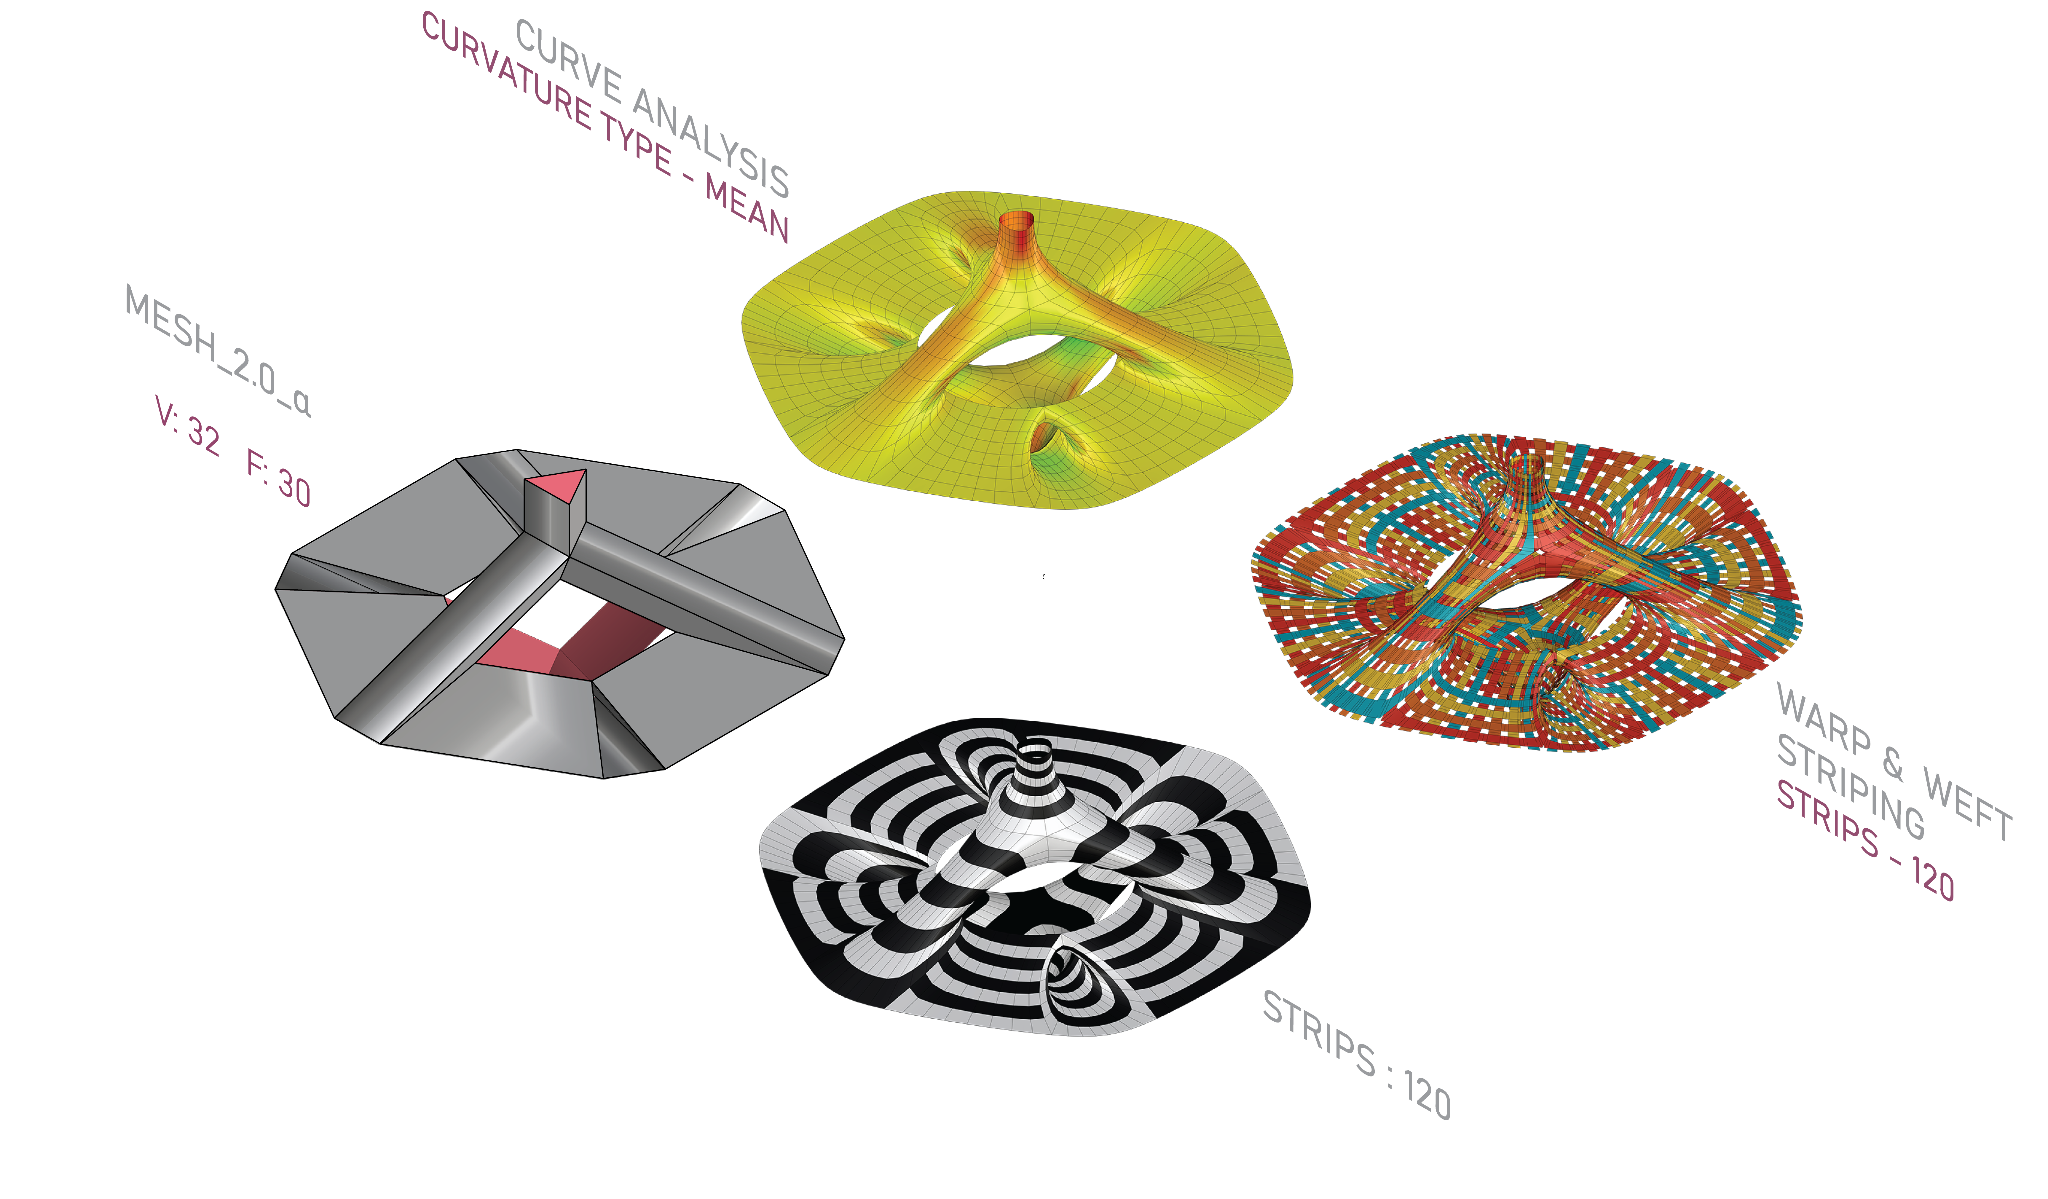 CURVE ANALYSIS
CURVATURE TYPE - MEAN
MESH_2.0_a
V: 32 F: 30
WARP & WEFT
STRIPING
STRIPS - 120
STRIPS : 120